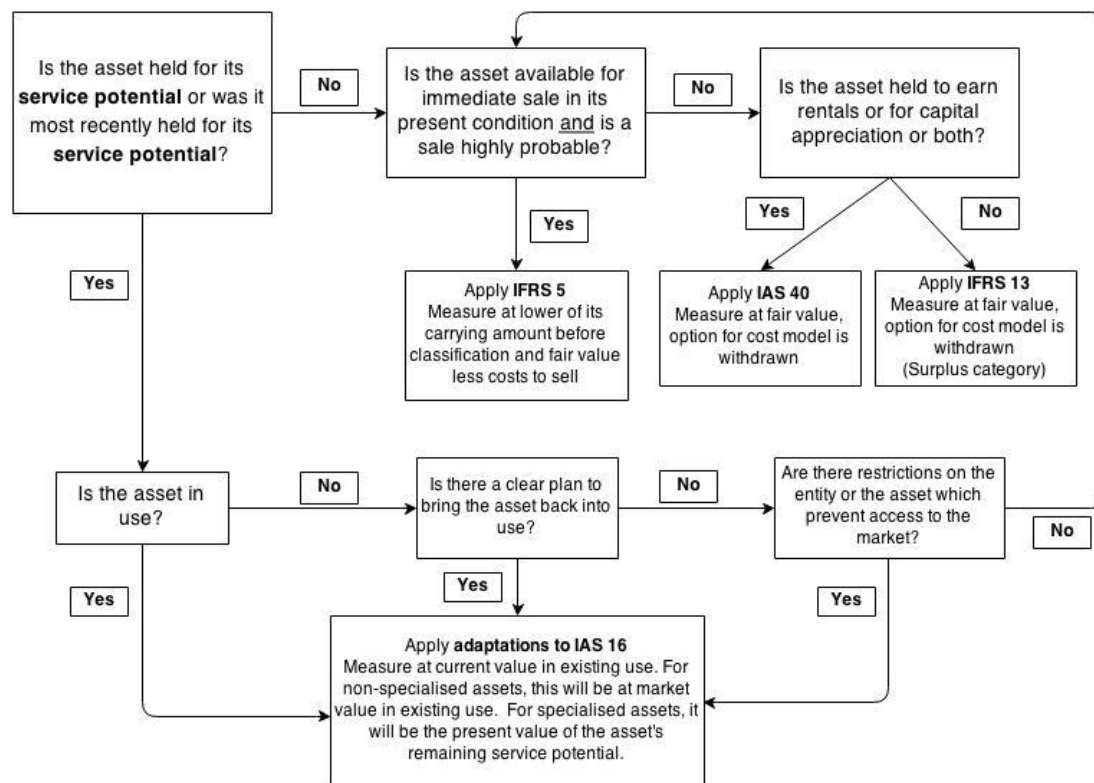 Is the asset held for its
service potential or was it
most recently held for its
service potential?
No
Is the asset available for
immediate sale in its
present condition and is a
sale highly probable?
No
Is the asset held to earn
rentals or for capital
appreciation or both?
Yes
Yes
Yes
No
Apply IFRS 5
Measure at lower of its
carrying amount before
classification and fair value
less costs to sell
Apply IAS 40
Measure at fair value,
option for cost model is
withdrawn
Apply IFRS 13
Measure at fair value,
option for cost model is
withdrawn
(Surplus category)
Is the asset in
use?
No
Is there a clear plan to
bring the asset back into
use?
No
Are there restrictions on the
entity or the asset which
prevent access to the
market?
No
Yes
Yes
Yes
Apply adaptations to IAS 16
Measure at current value in existing use. For
non-specialised assets, this will be at market
value in existing use. For specialised assets, it
will be the present value of the asset's
remaining service potential.